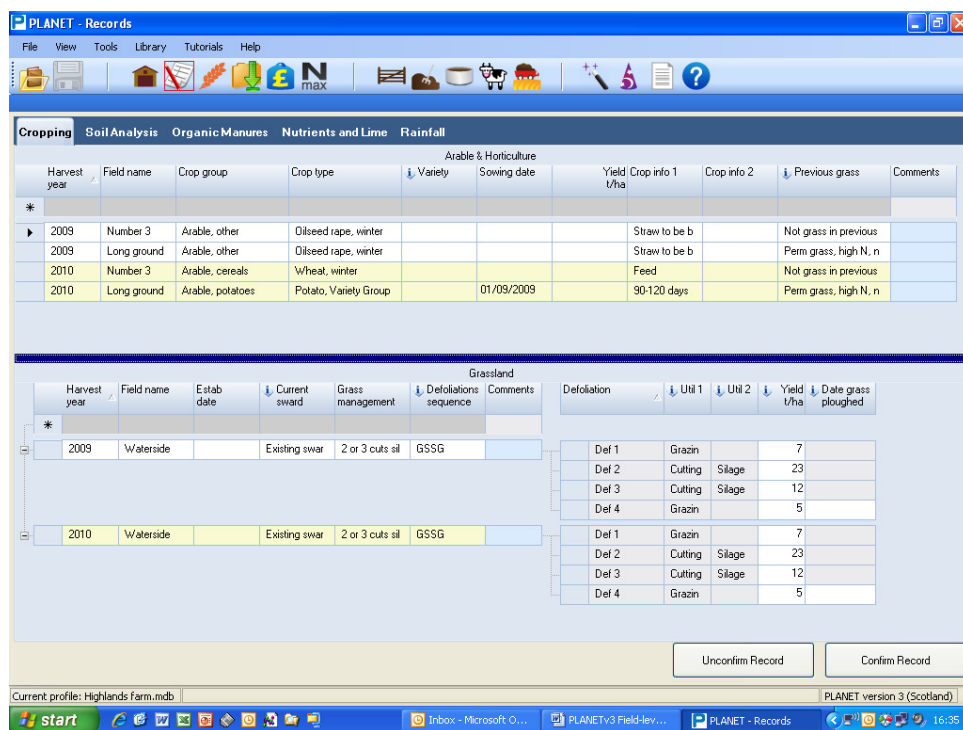 PLANET - Records
File View Tools Library Tutorials Help
N max
Cropping Soil Analysis Organic Manures Nutrients and Lime Rainfall
Arable & Horticulture
Harvest year Field name Crop group Crop type Variety Sowing date Yield t/ha Crop info 1 Crop info 2 Previous grass Comments
2009 Number 3 Arable, other Oilseed rape, winter Straw to be b Not grass in previous
2009 Long ground Arable, other Oilseed rape, winter Straw to be b Perm grass, high N, n
2010 Number 3 Arable, cereals Wheat, winter Feed Not grass in previous
2010 Long ground Arable, potatoes Potato, Variety Group 01/09/2009 90-120 days Perm grass, high N, n
Grassland
Harvest year Field name Estab date Current sward Grass management Defoliations sequence Comments Defoliation Util 1 Util 2 Yield t/ha Date grass ploughed
2009 Waterside Existing swar 2 or 3 cuts sil GSSG Def 1 Grazin 7
Def 2 Cutting Silage 23
Def 3 Cutting Silage 12
Def 4 Grazin 5
2010 Waterside Existing swar 2 or 3 cuts sil GSSG Def 1 Grazin 7
Def 2 Cutting Silage 23
Def 3 Cutting Silage 12
Def 4 Grazin 5
Unconfirm Record Confirm Record
Current profile: Highlands farm.mdb PLANET version 3 (Scotland)
start Inbox - Microsoft O... PLANETv3 Field-lev... PLANET - Records 16:35